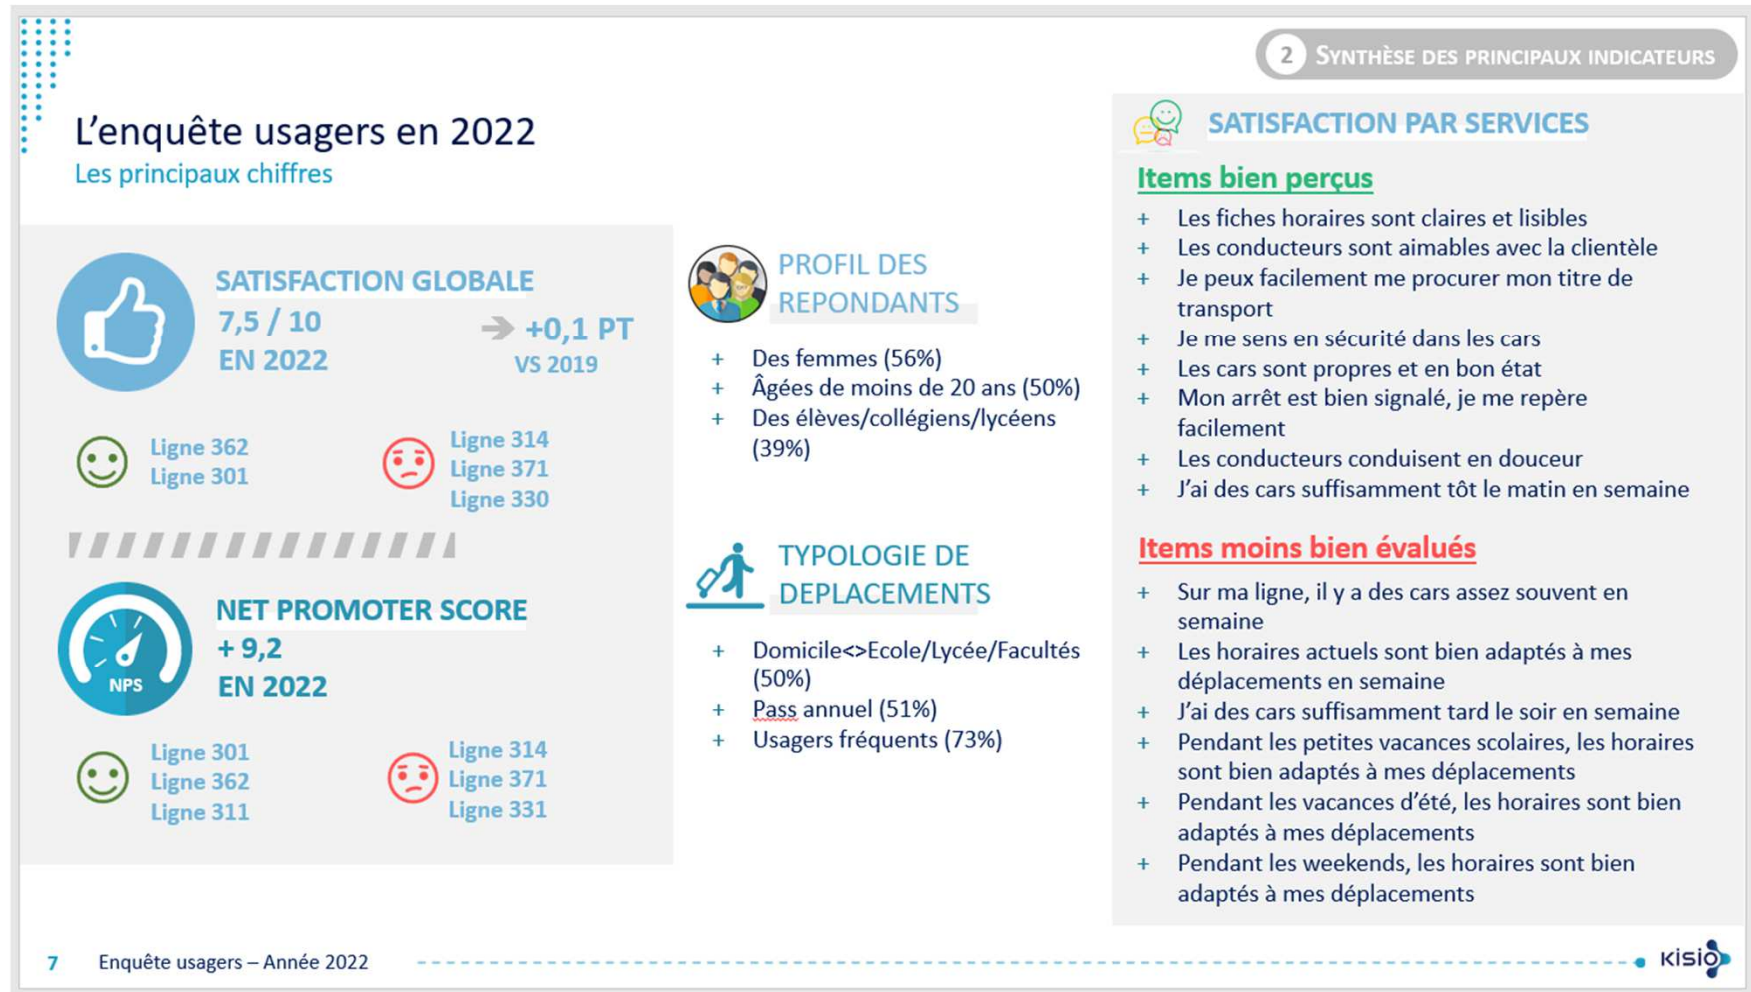 2 SYNTHÈSE DES PRINCIPAUX INDICATEURS
L'enquête usagers en 2022
Les principaux chiffres
SATISFACTION GLOBALE
7,5 / 10
EN 2022
+0,1 PT
VS 2019
Ligne 362
Ligne 301
Ligne 314
Ligne 371
Ligne 330
NET PROMOTER SCORE
+ 9,2
EN 2022
NPS
Ligne 301
Ligne 362
Ligne 311
Ligne 314
Ligne 371
Ligne 331
PROFIL DES
REPONDANTS
+ Des femmes (56%)
+ Âgées de moins de 20 ans (50%)
+ Des élèves/collégiens/lycéens
(39%)
TYPOLOGIE DE
DEPLACEMENTS
+ Domicile<>Ecole/Lycée/Facultés
(50%)
+ Pass annuel (51%)
+ Usagers fréquents (73%)
SATISFACTION PAR SERVICES
Items bien perçus
+ Les fiches horaires sont claires et lisibles
+ Les conducteurs sont aimables avec la clientèle
+ Je peux facilement me procurer mon titre de
transport
+ Je me sens en sécurité dans les cars
+ Les cars sont propres et en bon état
+ Mon arrêt est bien signalé, je me repère
facilement
+ Les conducteurs conduisent en douceur
+ J'ai des cars suffisamment tôt le matin en semaine
Items moins bien évalués
+ Sur ma ligne, il y a des cars assez souvent en
semaine
+ Les horaires actuels sont bien adaptés à mes
déplacements en semaine
+ J'ai des cars suffisamment tard le soir en semaine
+ Pendant les petites vacances scolaires, les horaires
sont bien adaptés à mes déplacements
+ Pendant les vacances d'été, les horaires sont bien
adaptés à mes déplacements
+ Pendant les weekends, les horaires sont bien
adaptés à mes déplacements
7 Enquête usagers – Année 2022
kisio